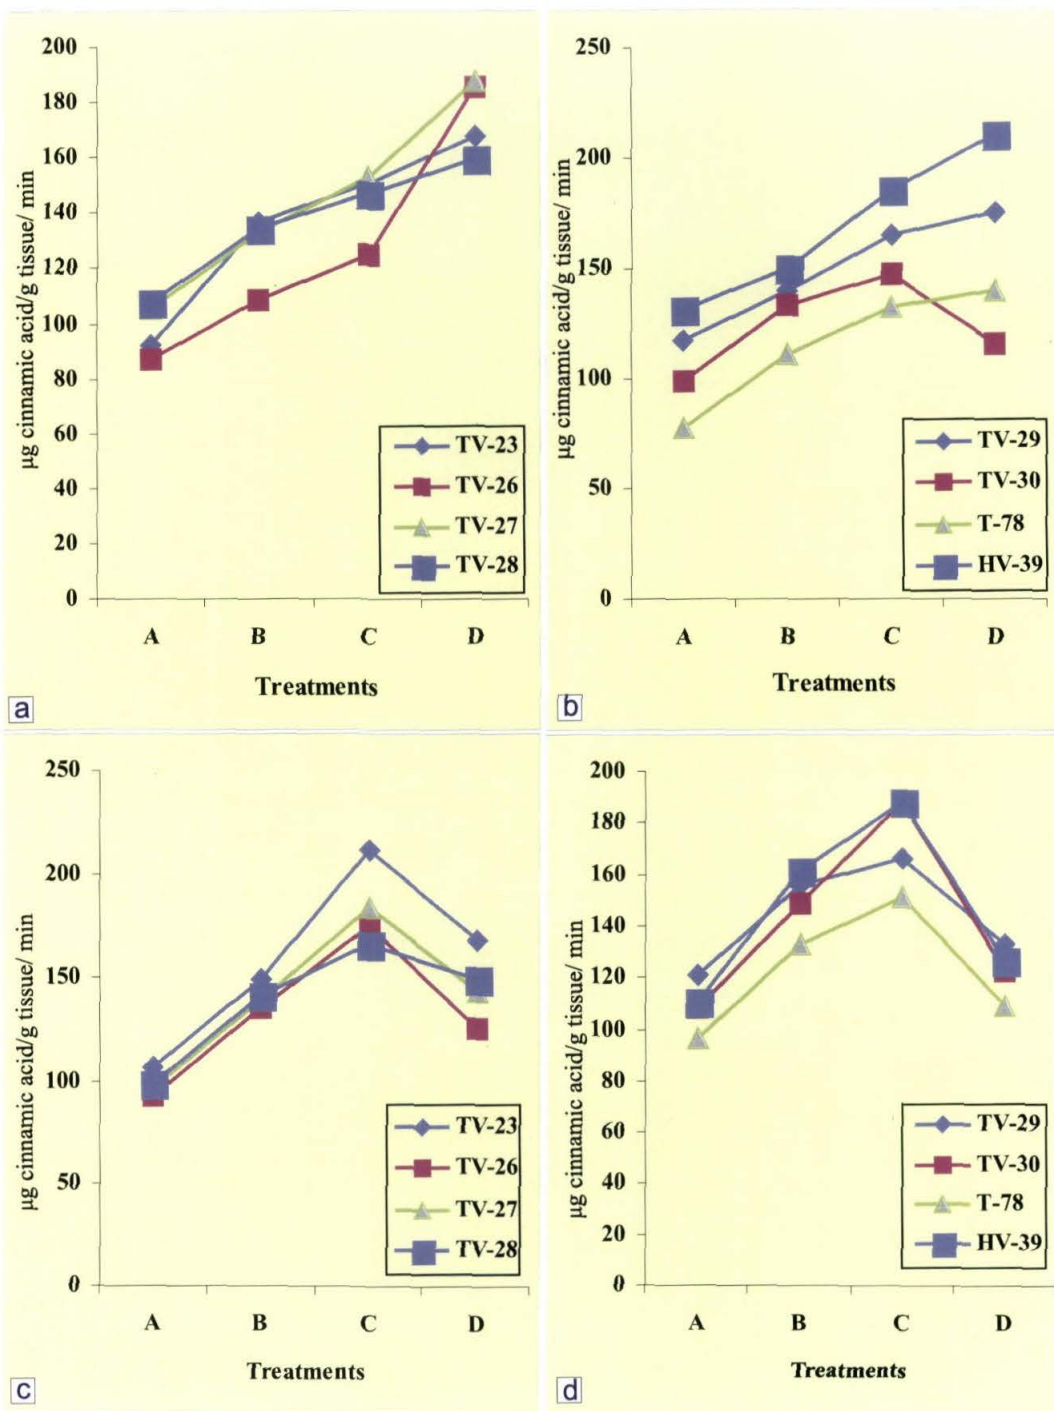 μg cinnamic acid/g tissue/ min
200
180
160
140
120
100
80
60
40
20
0
TV-23
TV-26
TV-27
TV-28
A B C D
Treatments
a
μg cinnamic acid/g tissue/ min
250
200
150
100
50
0
TV-29
TV-30
T-78
HV-39
A B C D
Treatments
b
μg cinnamic acid/g tissue/ min
250
200
150
100
50
0
TV-23
TV-26
TV-27
TV-28
A B C D
Treatments
c
μg cinnamic acid/g tissue/ min
200
180
160
140
120
100
80
60
40
20
0
TV-29
TV-30
T-78
HV-39
A B C D
Treatments
d